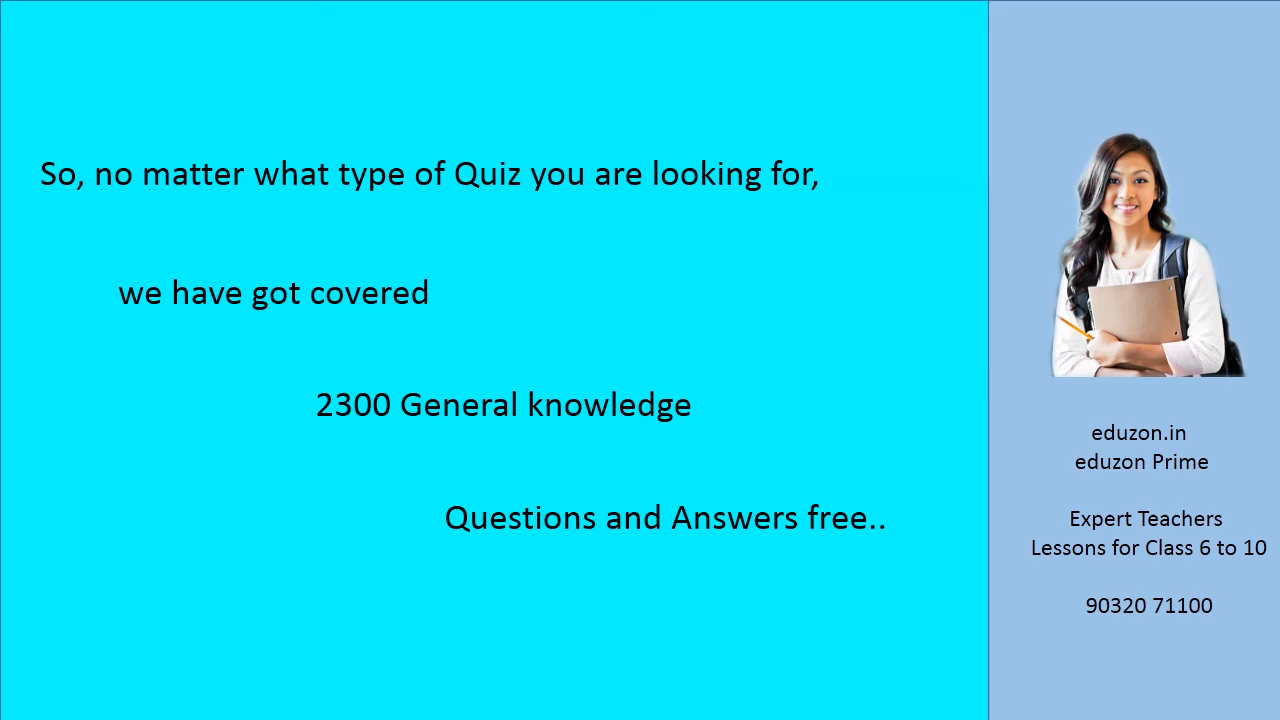 So, no matter what type of Quiz you are looking for,
we have got covered
2300 General knowledge
Questions and Answers free..
eduzon.in
eduzon Prime
Expert Teachers
Lessons for Class 6 to 10
90320 71100